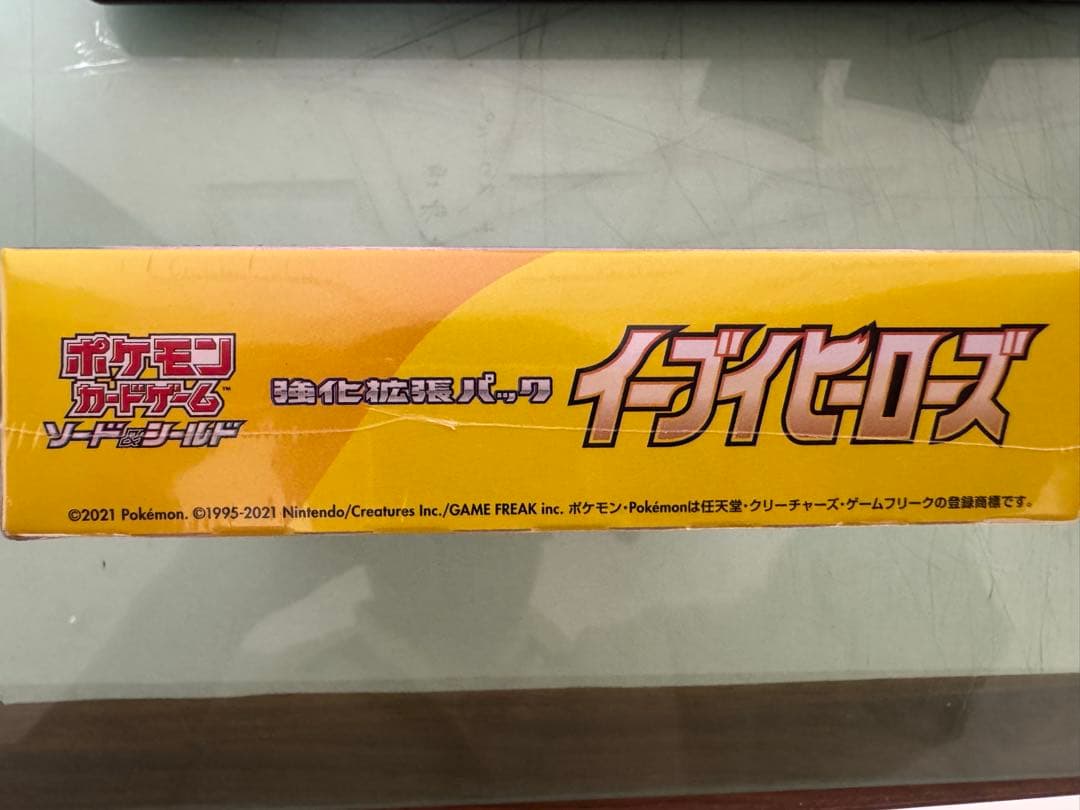 ポケモン
カードゲーム™
ソード&シールド
強化拡張パック
イーブイヒーローズ
©2021 Pokémon. ©1995-2021 Nintendo/Creatures Inc./GAME FREAK inc. ポケモン・Pokémonは任天堂・クリーチャーズ・ゲームフリークの登録商標です。